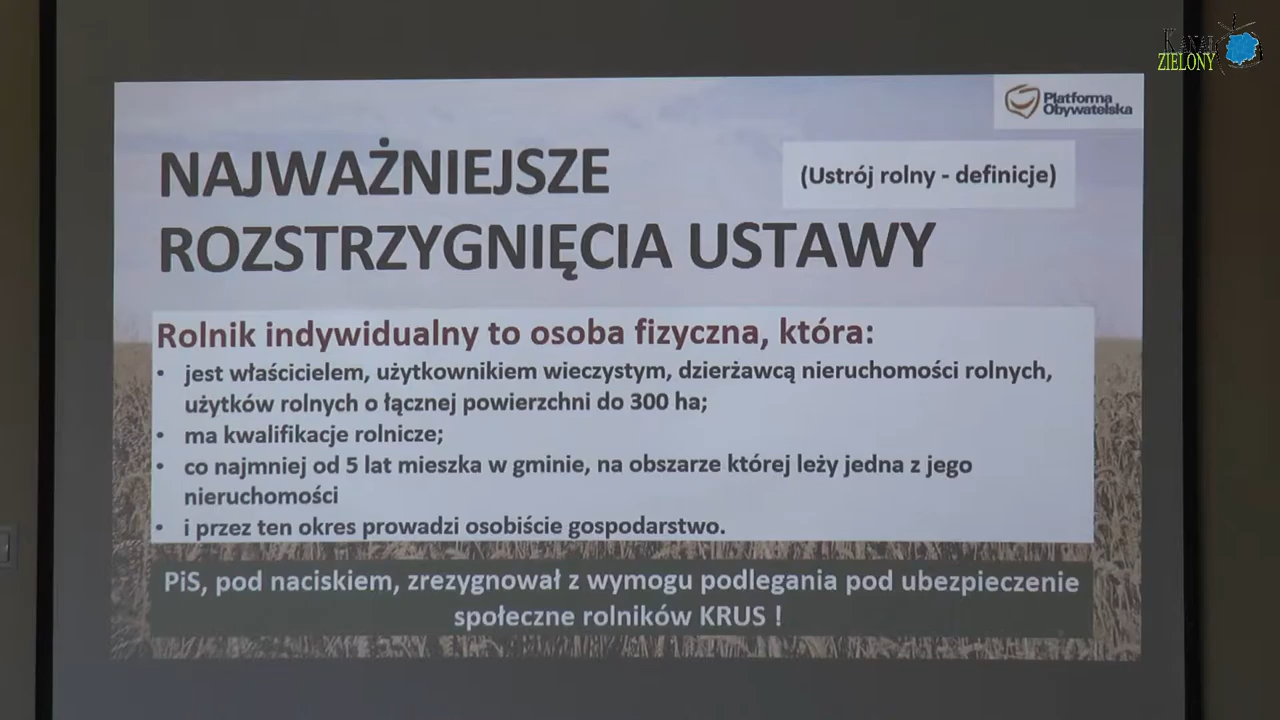 KANAŁ
ZIELONY
Platforma
Obywatelska
NAJWAŻNIEJSZE
(Ustrój rolny - definicje)
ROZSTRZYGNIĘCIA USTAWY
Rolnik indywidualny to osoba fizyczna, która:
• jest właścicielem, użytkownikiem wieczystym, dzierżawcą nieruchomości rolnych,
użytków rolnych o łącznej powierzchni do 300 ha;
• ma kwalifikacje rolnicze;
• co najmniej od 5 lat mieszka w gminie, na obszarze której leży jedna z jego
nieruchomości
• i przez ten okres prowadzi osobiście gospodarstwo.
PiS, pod naciskiem, zrezygnował z wymogu podlegania pod ubezpieczenie
społeczne rolników KRUS !